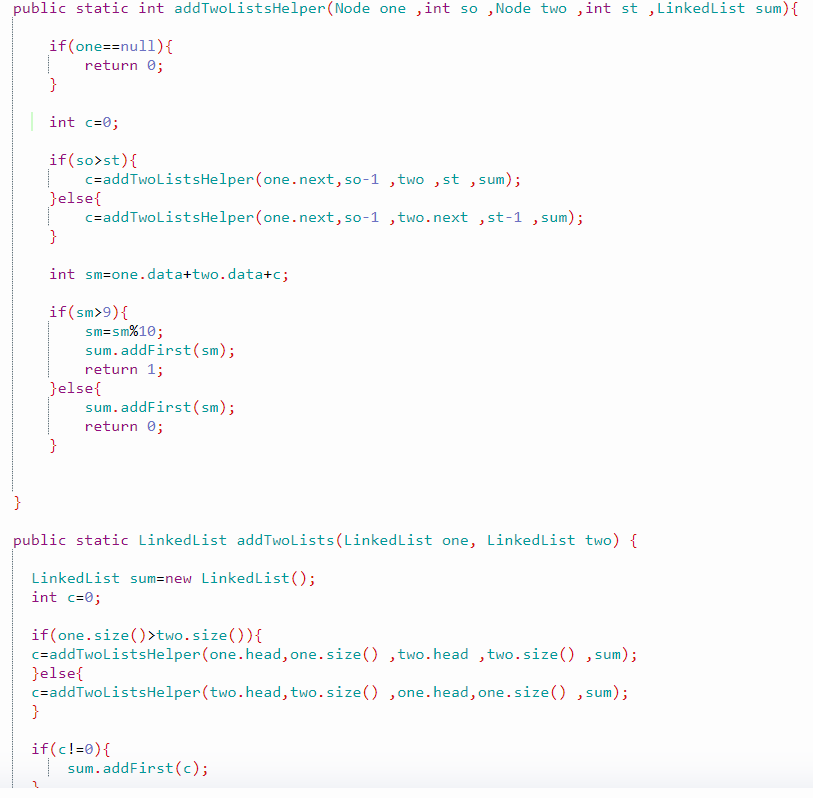 public static int addTwoListsHelper(Node one ,int so ,Node two ,int st ,LinkedList sum){
if(one==null){
return 0;
}
int c=0;
if(so>st){
c=addTwoListsHelper(one.next,so-1 ,two ,st ,sum);
}else{
c=addTwoListsHelper(one.next,so-1 ,two.next ,st-1 ,sum);
}
int sm=one.data+two.data+c;
if(sm>9){
sm=sm%10;
sum.addFirst(sm);
return 1;
}else{
sum.addFirst(sm);
return 0;
}
}
public static LinkedList addTwoLists(LinkedList one, LinkedList two) {
LinkedList sum=new LinkedList();
int c=0;
if(one.size()>two.size()){
c=addTwoListsHelper(one.head,one.size() ,two.head ,two.size() ,sum);
}else{
c=addTwoListsHelper(two.head,two.size() ,one.head,one.size() ,sum);
}
if(c!=0){
sum.addFirst(c);
}